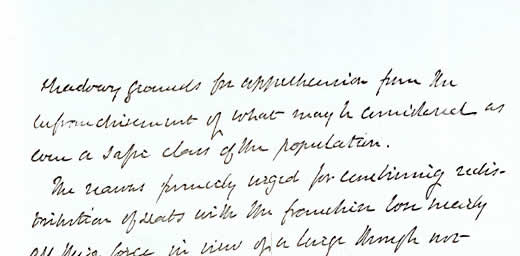 shadowy grounds for apprehension from the
enfranchisement of what may be considered as
even a safe class of the population.
The reasons formerly urged for combining redis-
tribution of seats with the franchise lose nearly
all their force in view of a large though not